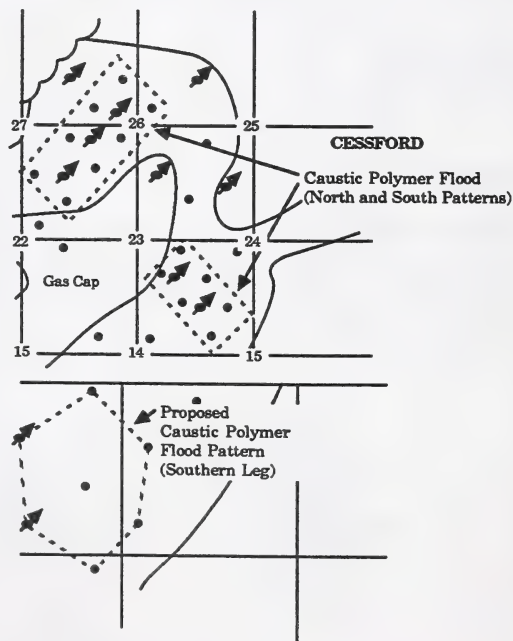 27
26
25
CESSFORD
Caustic Polymer Flood
(North and South Patterns)
22
23
24
Gas Cap
15
14
15
Proposed
Caustic Polymer
Flood Pattern
(Southern Leg)